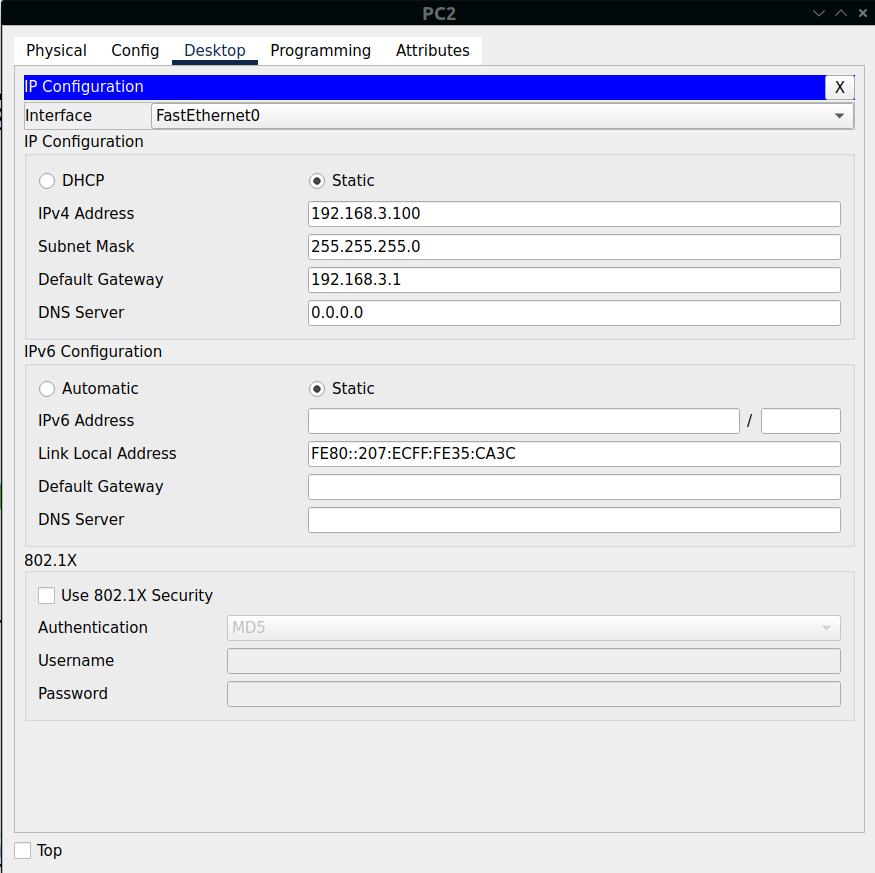 PC2
Physical Config Desktop Programming Attributes
IP Configuration X
Interface FastEthernet0
IP Configuration
DHCP Static
IPv4 Address 192.168.3.100
Subnet Mask 255.255.255.0
Default Gateway 192.168.3.1
DNS Server 0.0.0.0
IPv6 Configuration
Automatic Static
IPv6 Address /
Link Local Address FE80::207:ECFF:FE35:CA3C
Default Gateway
DNS Server
802.1X
Use 802.1X Security
Authentication MD5
Username
Password
Top